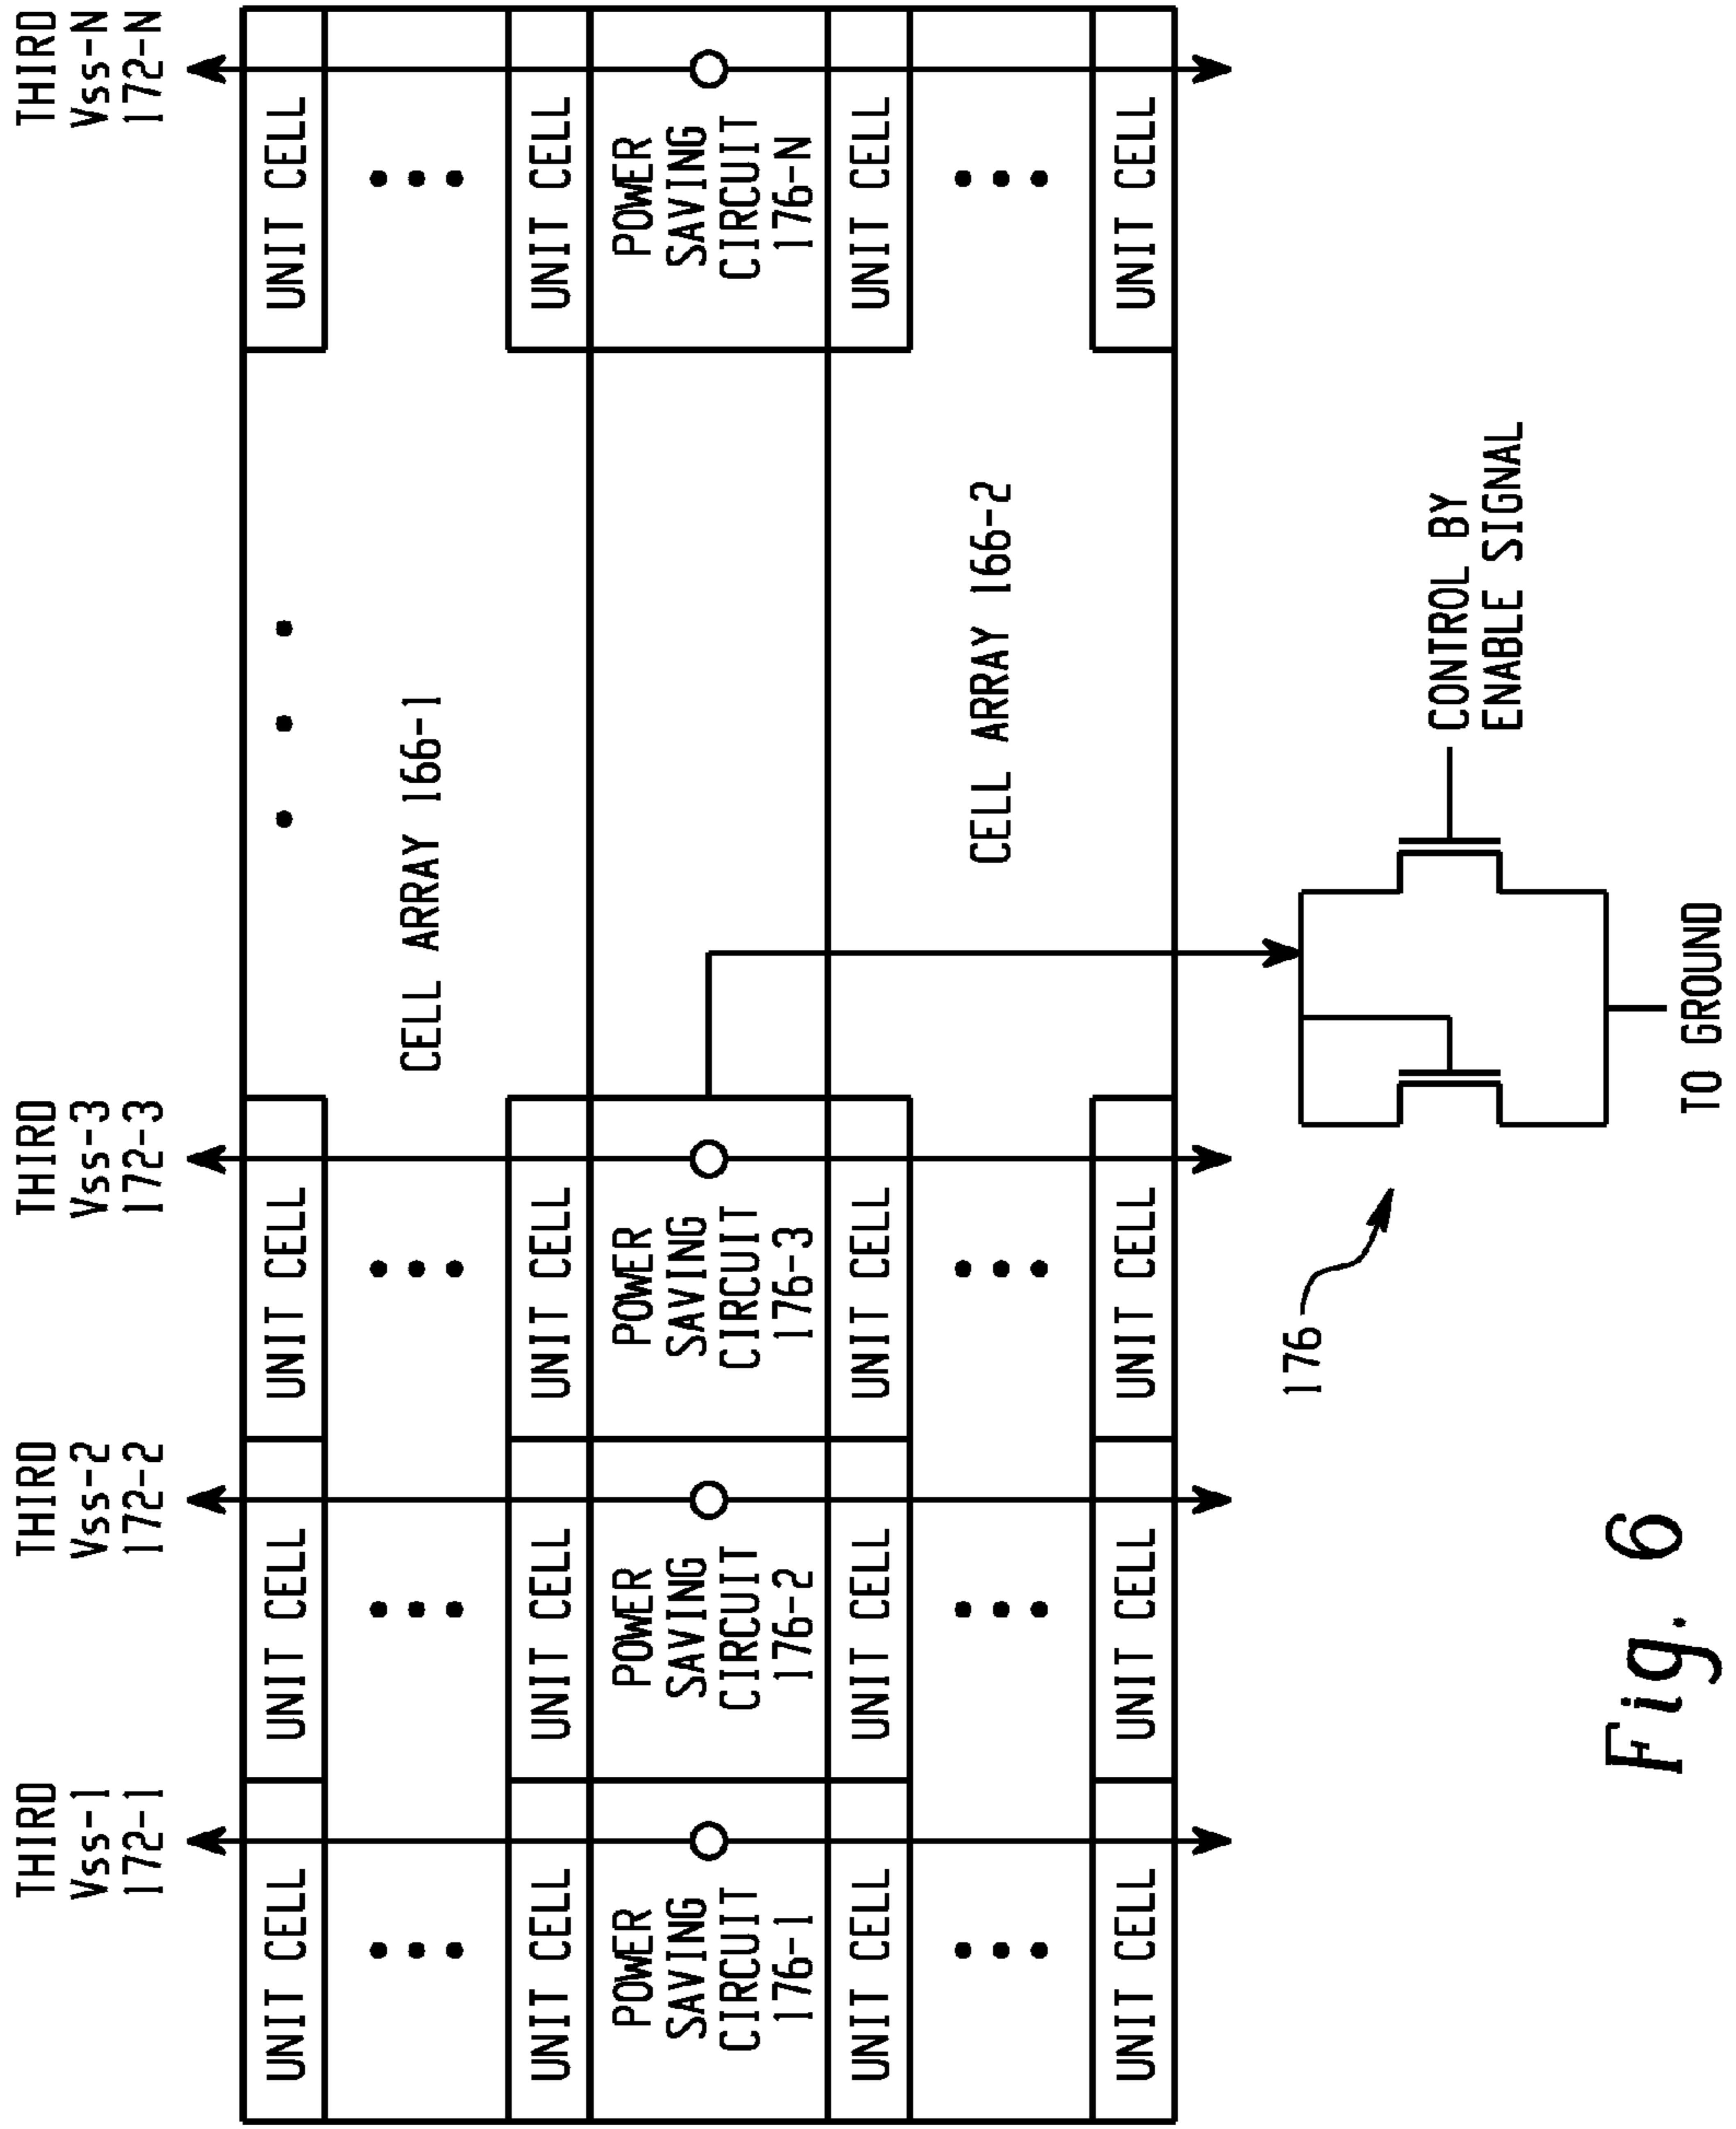 THIRD
Vss-1
172-1
THIRD
Vss-2
172-2
THIRD
Vss-3
172-3
THIRD
Vss-N
172-N
UNIT CELL
UNIT CELL
UNIT CELL
UNIT CELL
CELL ARRAY 166-1
UNIT CELL
UNIT CELL
UNIT CELL
UNIT CELL
POWER
SAVING
CIRCUIT
176-1
POWER
SAVING
CIRCUIT
176-2
POWER
SAVING
CIRCUIT
176-3
POWER
SAVING
CIRCUIT
176-N
UNIT CELL
UNIT CELL
UNIT CELL
UNIT CELL
CELL ARRAY 166-2
UNIT CELL
UNIT CELL
UNIT CELL
UNIT CELL
176
CONTROL BY
ENABLE SIGNAL
TO GROUND
Fig. 6